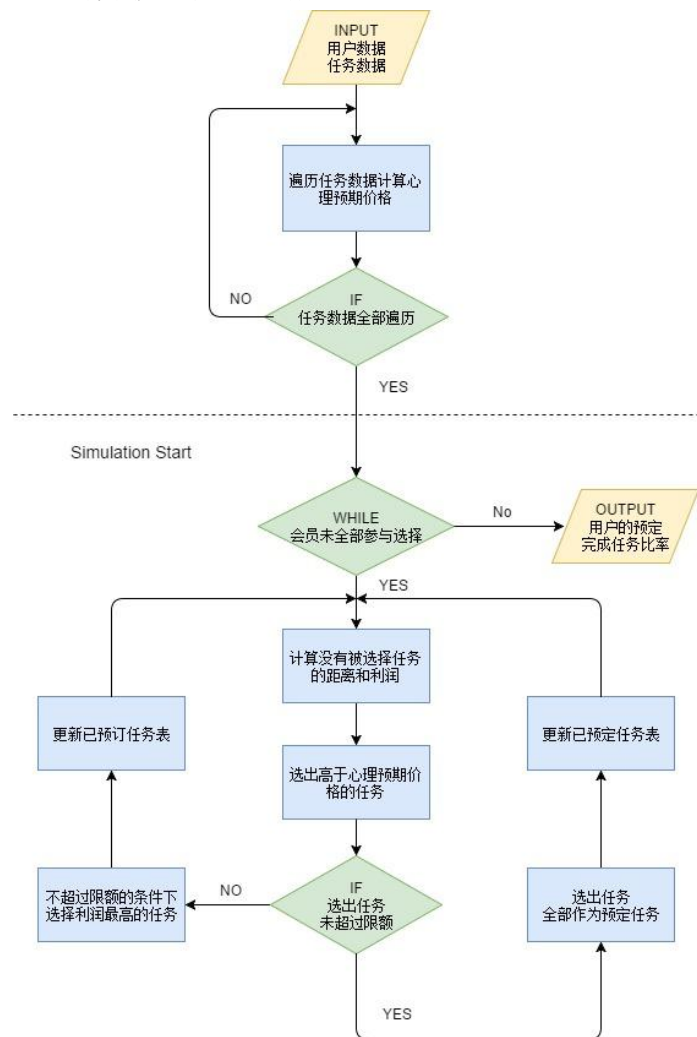 INPUT
用户数据
任务数据
遍历任务数据计算心
理预期价格
NO
IF
任务数据全部遍历
YES
Simulation Start
WHILE
会员未全部参与选择
No
OUTPUT
用户的预定
完成任务比率
YES
计算没有被选择任务
的距离和利润
更新已预订任务表
更新已预定任务表
选出高于心理预期价
格的任务
不超过限额的条件下
选择利润最高的任务
NO
IF
选出任务
未超过限额
选出任务
全部作为预定任务
YES